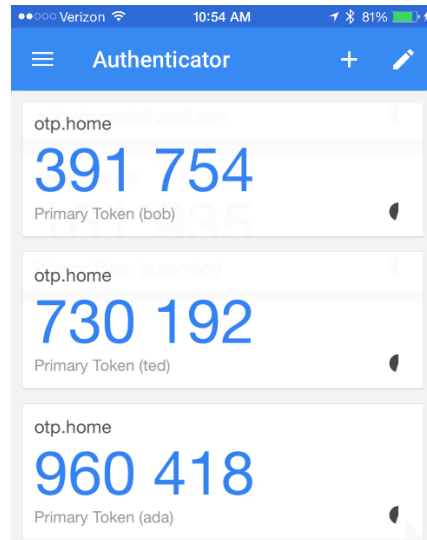 Verizon 10:54 AM 81%
Authenticator
otp.home
391 754
Primary Token (bob)
otp.home
730 192
Primary Token (ted)
otp.home
960 418
Primary Token (ada)